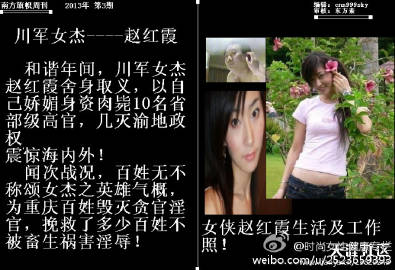 南方旗帜周刊 2013年 第3期
川军女杰----赵红霞
和谐年间，川军女杰
赵红霞舍身取义，以自
己娇媚身姿肉毙10名省
部级高官，几灭渝地政
权
震惊海内外！
闻次战况，百姓无不
称颂女杰之英雄气概，
为重庆百姓毁灭贪官淫
官，挽救了多少百姓不
被畜生祸害淫辱！
编辑：
审核：
女侠赵红霞生活及工作
照！